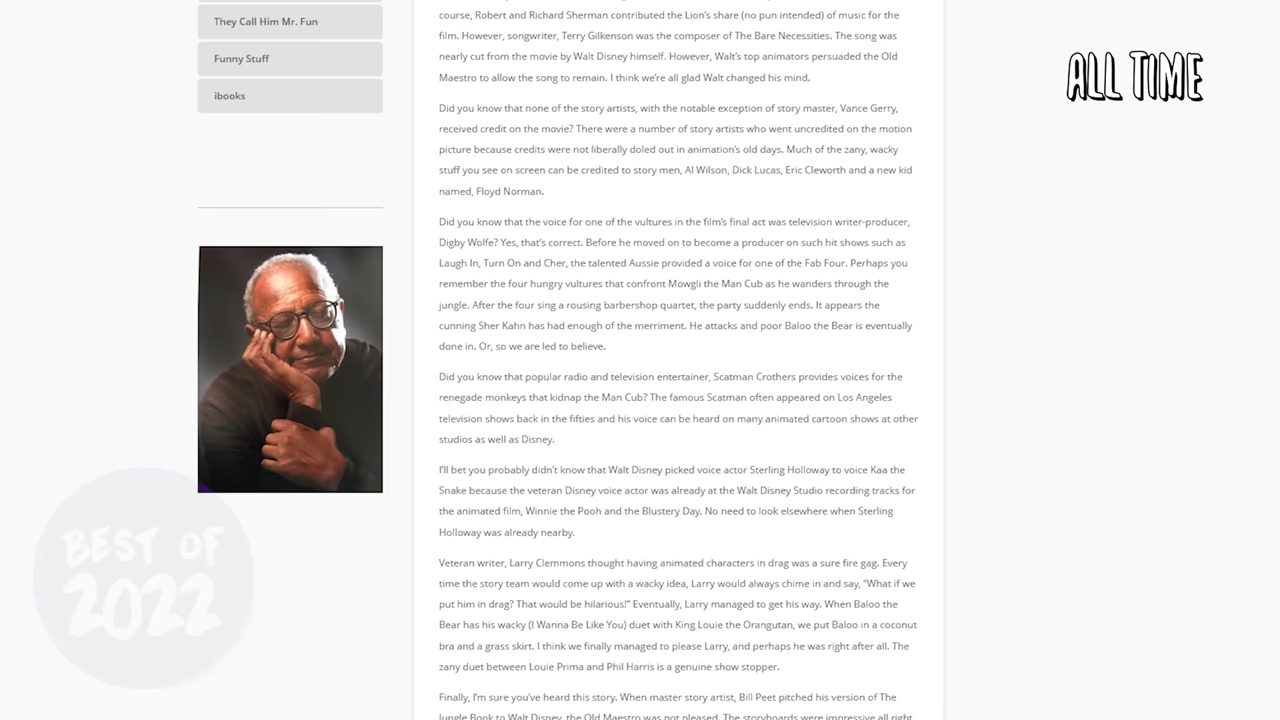 They Call Him Mr. Fun
Funny Stuff
ibooks
course, Robert and Richard Sherman contributed the Lion's share (no pun intended) of music for the
film. However, songwriter, Terry Gilkenson was the composer of The Bare Necessities. The song was
nearly cut from the movie by Walt Disney himself. However, Walt's top animators persuaded the Old
Maestro to allow the song to remain. I think we're all glad Walt changed his mind.
Did you know that none of the story artists, with the notable exception of story master, Vance Gerry,
received credit on the movie? There were a number of story artists who went uncredited on the motion
picture because credits were not liberally doled out in animation's old days. Much of the zany, wacky
stuff you see on screen can be credited to story men, Al Wilson, Dick Lucas, Eric Cleworth and a new kid
named, Floyd Norman.
Did you know that the voice for one of the vultures in the film's final act was television writer-producer,
Digby Wolfe? Yes, that's correct. Before he moved on to become a producer on such hit shows such as
Laugh In, Turn On and Cher, the talented Aussie provided a voice for one of the Fab Four. Perhaps you
remember the four hungry vultures that confront Mowgli the Man Cub as he wanders through the
jungle. After the four sing a rousing barbershop quartet, the party suddenly ends. It appears the
cunning Sher Kahn has had enough of the merriment. He attacks and poor Baloo the Bear is eventually
done in. Or, so we are led to believe.
Did you know that popular radio and television entertainer, Scatman Crothers provides voices for the
renegade monkeys that kidnap the Man Cub? The famous Scatman often appeared on Los Angeles
television shows back in the fifties and his voice can be heard on many animated cartoon shows at other
studios as well as Disney.
I'll bet you probably didn't know that Walt Disney picked voice actor Sterling Holloway to voice Kaa the
Snake because the veteran Disney voice actor was already at the Walt Disney Studio recording tracks for
the animated film, Winnie the Pooh and the Blustery Day. No need to look elsewhere when Sterling
Holloway was already nearby.
Veteran writer, Larry Clemmons thought having animated characters in drag was a sure fire gag. Every
time the story team would come up with a wacky idea, Larry would always chime in and say, “What if we
put him in drag? That would be hilarious!” Eventually, Larry managed to get his way. When Baloo the
Bear has his wacky (I Wanna Be Like You) duet with King Louie the Orangutan, we put Baloo in a coconut
bra and a grass skirt. I think we finally managed to please Larry, and perhaps he was right after all. The
zany duet between Louie Prima and Phil Harris is a genuine show stopper.
Finally, I'm sure you've heard this story. When master story artist, Bill Peet pitched his version of The
Jungle Book to Walt Disney, the Old Maestro was not pleased. The storyboards were impressive all right
ALL TIME
BEST OF
2022